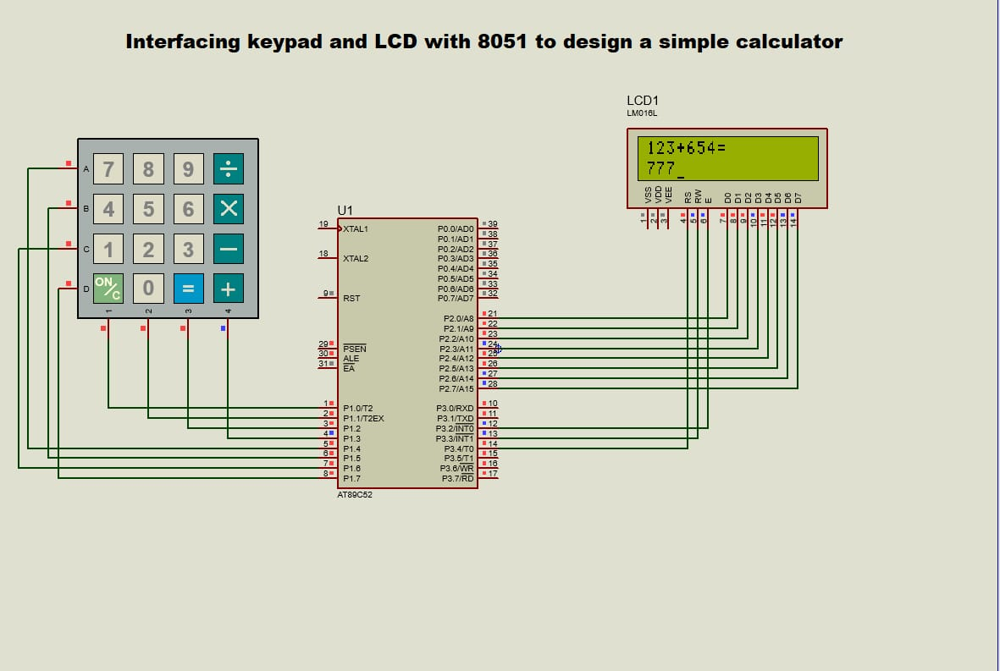 Interfacing keypad and LCD with 8051 to design a simple calculator
LCD1
LM016L
123+654=
777_
VSS
VDD
VEE
RS
RW
E
D0
D1
D2
D3
D4
D5
D6
D7
1
2
3
4
5
6
7
8
9
10
11
12
13
14
A
7 8 9 ÷
B
4 5 6 ×
C
1 2 3 −
D
ON/C 0 = +
1 2 3 4
U1
19 XTAL1
18 XTAL2
9 RST
29 PSEN
30 ALE
31 EA
1 P1.0/T2
2 P1.1/T2EX
3 P1.2
4 P1.3
5 P1.4
6 P1.5
7 P1.6
8 P1.7
P0.0/AD0 39
P0.1/AD1 38
P0.2/AD2 37
P0.3/AD3 36
P0.4/AD4 35
P0.5/AD5 34
P0.6/AD6 33
P0.7/AD7 32
P2.0/A8 21
P2.1/A9 22
P2.2/A10 23
P2.3/A11 24
P2.4/A12 25
P2.5/A13 26
P2.6/A14 27
P2.7/A15 28
P3.0/RXD 10
P3.1/TXD 11
P3.2/INT0 12
P3.3/INT1 13
P3.4/T0 14
P3.5/T1 15
P3.6/WR 16
P3.7/RD 17
AT89C52